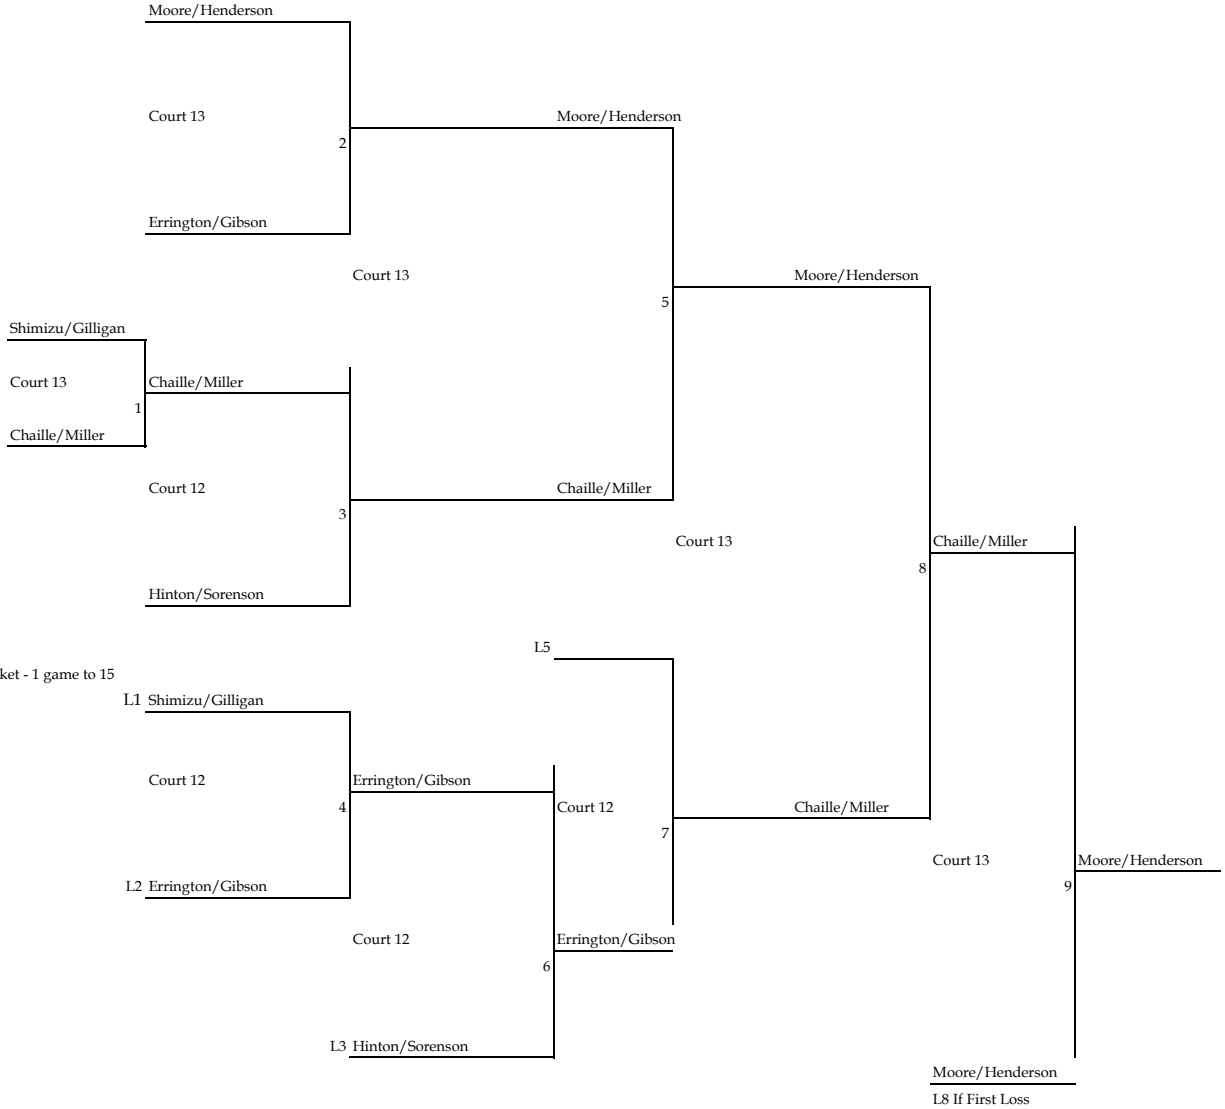 Moore/Henderson
Court 13
Moore/Henderson
2
Errington/Gibson
Court 13
Moore/Henderson
5
Shimizu/Gilligan
Court 13
Chaille/Miller
1
Chaille/Miller
Court 12
Chaille/Miller
3
Court 13
Chaille/Miller
8
Hinton/Sorenson
L5
ket - 1 game to 15
L1 Shimizu/Gilligan
Court 12
Errington/Gibson
4
Court 12
Chaille/Miller
7
Court 13
Moore/Henderson
9
L2 Errington/Gibson
Court 12
Errington/Gibson
6
L3 Hinton/Sorenson
Moore/Henderson
L8 If First Loss